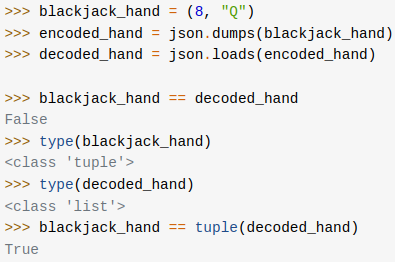 >>> blackjack_hand = (8, "Q")
>>> encoded_hand = json.dumps(blackjack_hand)
>>> decoded_hand = json.loads(encoded_hand)
>>> blackjack_hand == decoded_hand
False
>>> type(blackjack_hand)
<class 'tuple'>
>>> type(decoded_hand)
<class 'list'>
>>> blackjack_hand == tuple(decoded_hand)
True